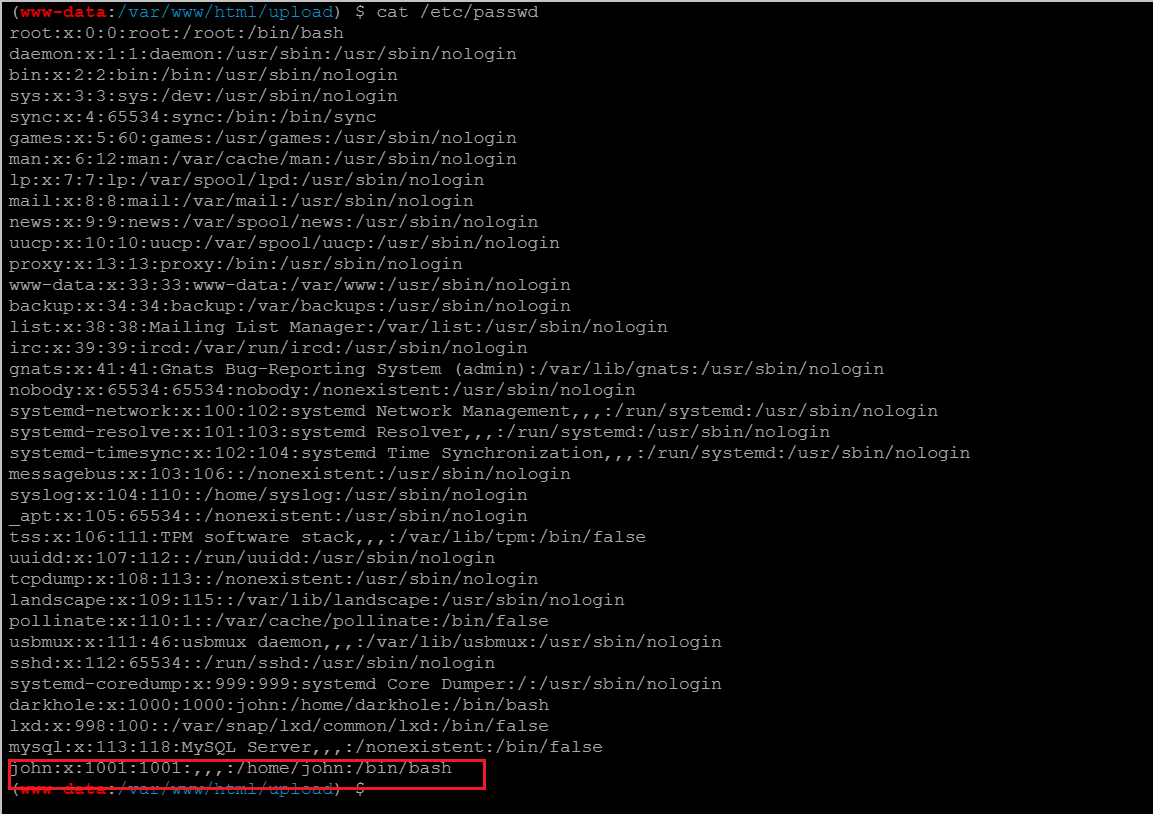 (www-data:/var/www/html/upload) $ cat /etc/passwd
root:x:0:0:root:/root:/bin/bash
daemon:x:1:1:daemon:/usr/sbin:/usr/sbin/nologin
bin:x:2:2:bin:/bin:/usr/sbin/nologin
sys:x:3:3:sys:/dev:/usr/sbin/nologin
sync:x:4:65534:sync:/bin:/bin/sync
games:x:5:60:games:/usr/games:/usr/sbin/nologin
man:x:6:12:man:/var/cache/man:/usr/sbin/nologin
lp:x:7:7:lp:/var/spool/lpd:/usr/sbin/nologin
mail:x:8:8:mail:/var/mail:/usr/sbin/nologin
news:x:9:9:news:/var/spool/news:/usr/sbin/nologin
uucp:x:10:10:uucp:/var/spool/uucp:/usr/sbin/nologin
proxy:x:13:13:proxy:/bin:/usr/sbin/nologin
www-data:x:33:33:www-data:/var/www:/usr/sbin/nologin
backup:x:34:34:backup:/var/backups:/usr/sbin/nologin
list:x:38:38:Mailing List Manager:/var/list:/usr/sbin/nologin
irc:x:39:39:ircd:/var/run/ircd:/usr/sbin/nologin
gnats:x:41:41:Gnats Bug-Reporting System (admin):/var/lib/gnats:/usr/sbin/nologin
nobody:x:65534:65534:nobody:/nonexistent:/usr/sbin/nologin
systemd-network:x:100:102:systemd Network Management,,,:/run/systemd:/usr/sbin/nologin
systemd-resolve:x:101:103:systemd Resolver,,,:/run/systemd:/usr/sbin/nologin
systemd-timesync:x:102:104:systemd Time Synchronization,,,:/run/systemd:/usr/sbin/nologin
messagebus:x:103:106::/nonexistent:/usr/sbin/nologin
syslog:x:104:110::/home/syslog:/usr/sbin/nologin
_apt:x:105:65534::/nonexistent:/usr/sbin/nologin
tss:x:106:111:TPM software stack,,,:/var/lib/tpm:/bin/false
uuidd:x:107:112::/run/uuidd:/usr/sbin/nologin
tcpdump:x:108:113::/nonexistent:/usr/sbin/nologin
landscape:x:109:115::/var/lib/landscape:/usr/sbin/nologin
pollinate:x:110:1::/var/cache/pollinate:/bin/false
usbmux:x:111:46:usbmux daemon,,,:/var/lib/usbmux:/usr/sbin/nologin
sshd:x:112:65534::/run/sshd:/usr/sbin/nologin
systemd-coredump:x:999:999:systemd Core Dumper:/:/usr/sbin/nologin
darkhole:x:1000:1000:john:/home/darkhole:/bin/bash
lxd:x:998:100::/var/snap/lxd/common/lxd:/bin/false
mysql:x:113:118:MySQL Server,,,:/nonexistent:/bin/false
john:x:1001:1001:,,,:/home/john:/bin/bash
(www-data:/var/www/html/upload) $